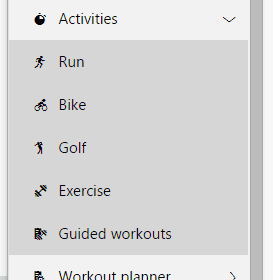 Activities
Run
Bike
Golf
Exercise
Guided workouts
Workout planner